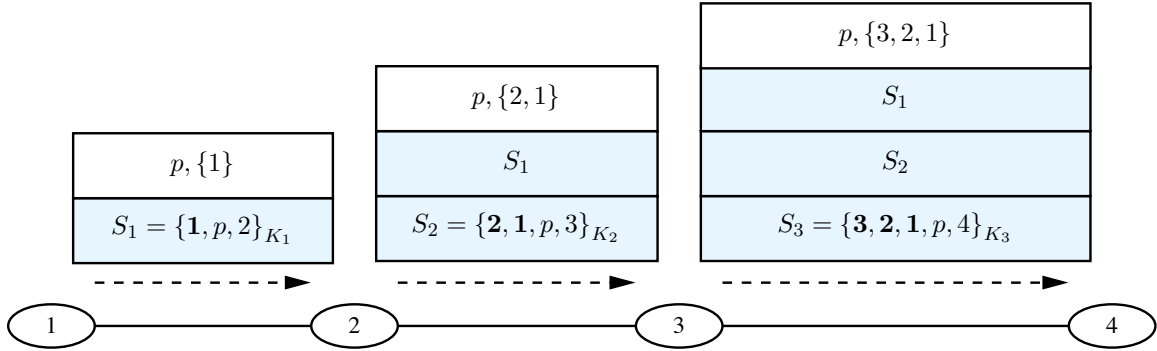 p, {1}
S₁ = {1, p, 2}_{K₁}
p, {2, 1}
S₁
S₂ = {2, 1, p, 3}_{K₂}
p, {3, 2, 1}
S₁
S₂
S₃ = {3, 2, 1, p, 4}_{K₃}
1
2
3
4